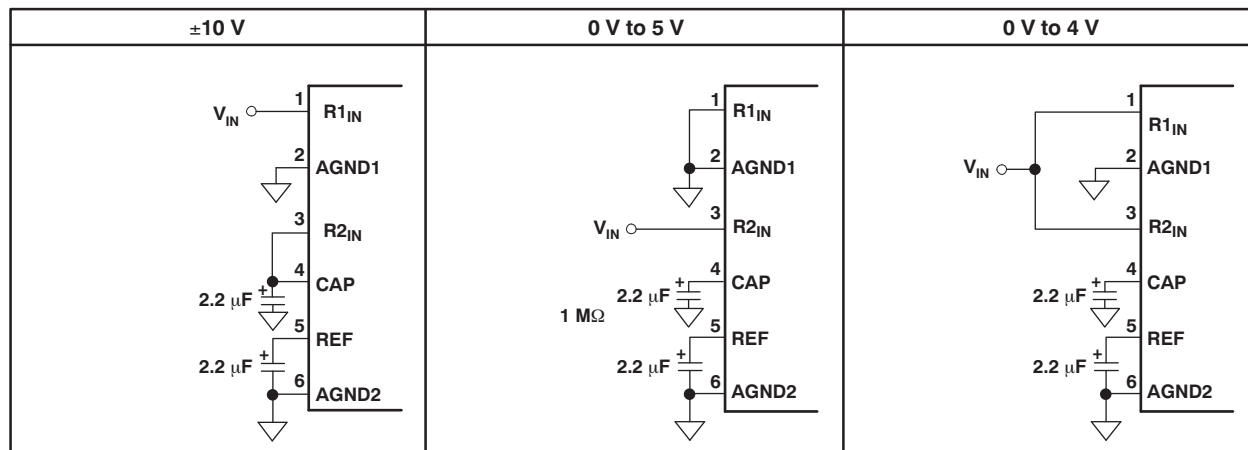 ±10 V
0 V to 5 V
0 V to 4 V
V_IN
1
R1_IN
2
AGND1
3
R2_IN
4
CAP
2.2 μF
+
5
REF
2.2 μF
+
6
AGND2
1
R1_IN
2
AGND1
V_IN
3
R2_IN
4
CAP
2.2 μF
+
1 MΩ
5
REF
2.2 μF
+
6
AGND2
1
R1_IN
V_IN
2
AGND1
3
R2_IN
4
CAP
2.2 μF
+
5
REF
2.2 μF
+
6
AGND2